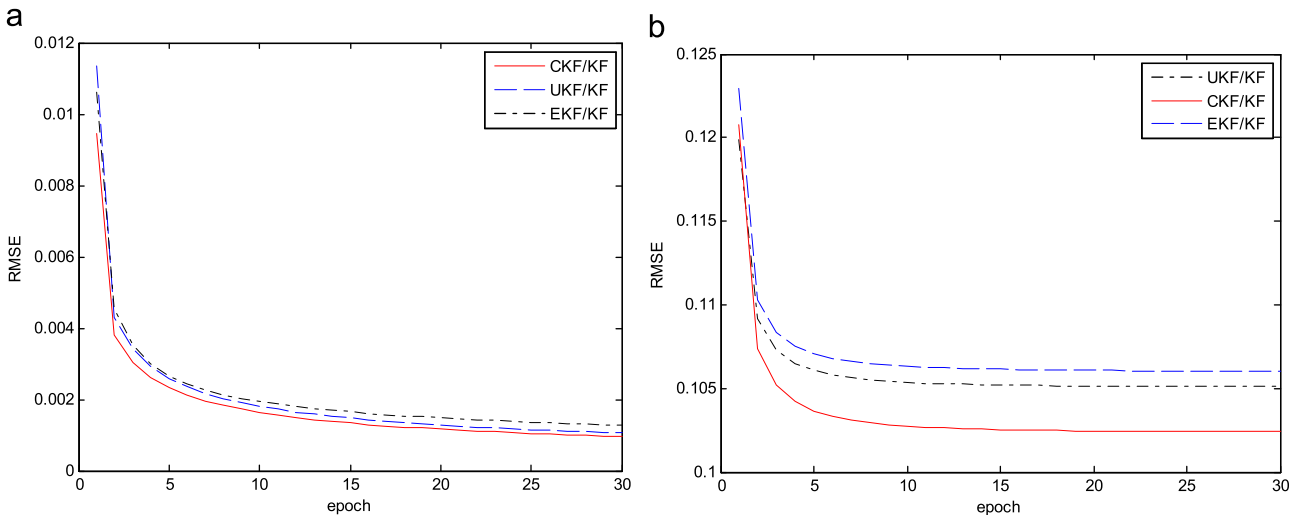 a
0.012
0.01
0.008
0.006
0.004
0.002
0
RMSE
0 5 10 15 20 25 30
epoch
CKF/KF
UKF/KF
EKF/KF
b
0.125
0.12
0.115
0.11
0.105
0.1
RMSE
0 5 10 15 20 25 30
epoch
UKF/KF
CKF/KF
EKF/KF